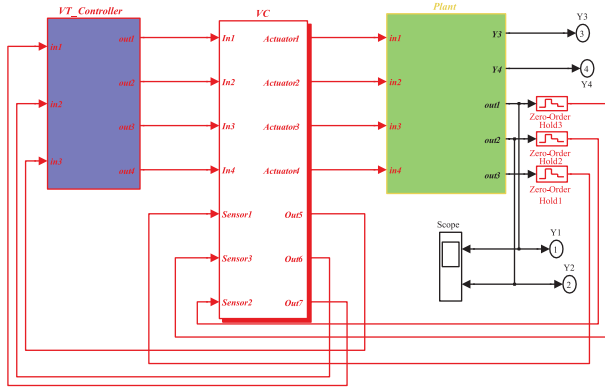 VT_Controller
in1
in2
in3
out1
out2
out3
out4
VC
In1
In2
In3
In4
Sensor1
Sensor3
Sensor2
Actuator1
Actuator2
Actuator3
Actuator4
Out5
Out6
Out7
Plant
in1
in2
in3
in4
Y3
Y4
out1
out2
out3
Y3
3
4
Y4
Zero-Order
Hold3
Zero-Order
Hold2
Zero-Order
Hold1
Scope
Y1
1
Y2
2